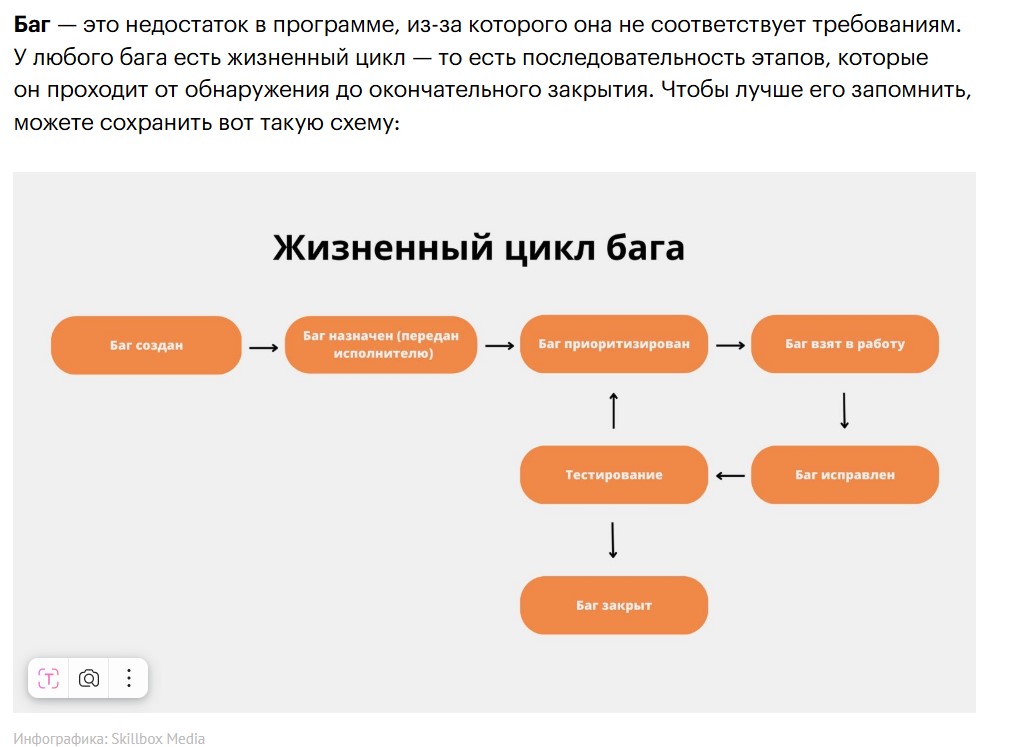 Баг — это недостаток в программе, из-за которого она не соответствует требованиям.
У любого бага есть жизненный цикл — то есть последовательность этапов, которые
он проходит от обнаружения до окончательного закрытия. Чтобы лучше его запомнить,
можете сохранить вот такую схему:
Жизненный цикл бага
Баг создан
Баг назначен (передан
исполнителю)
Баг приоритизирован
Баг взят в работу
Тестирование
Баг исправлен
Баг закрыт
T
Инфографика: Skillbox Media